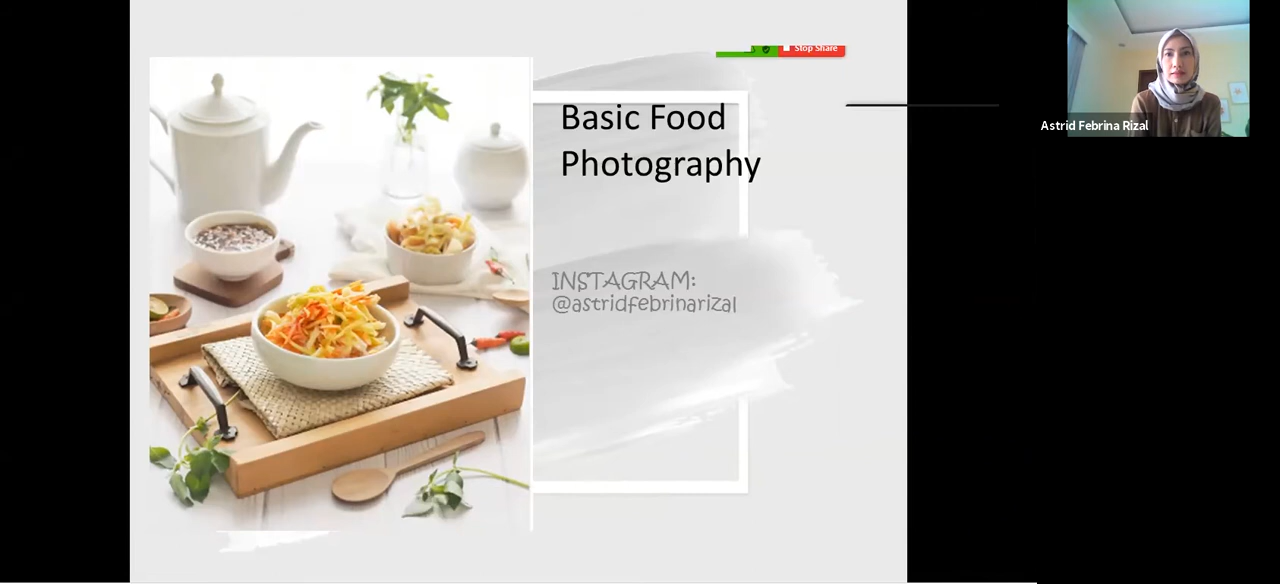 Stop Share
Basic Food
Photography
Astrid Febrina Rizal
INSTAGRAM:
@astridfebrinarizal